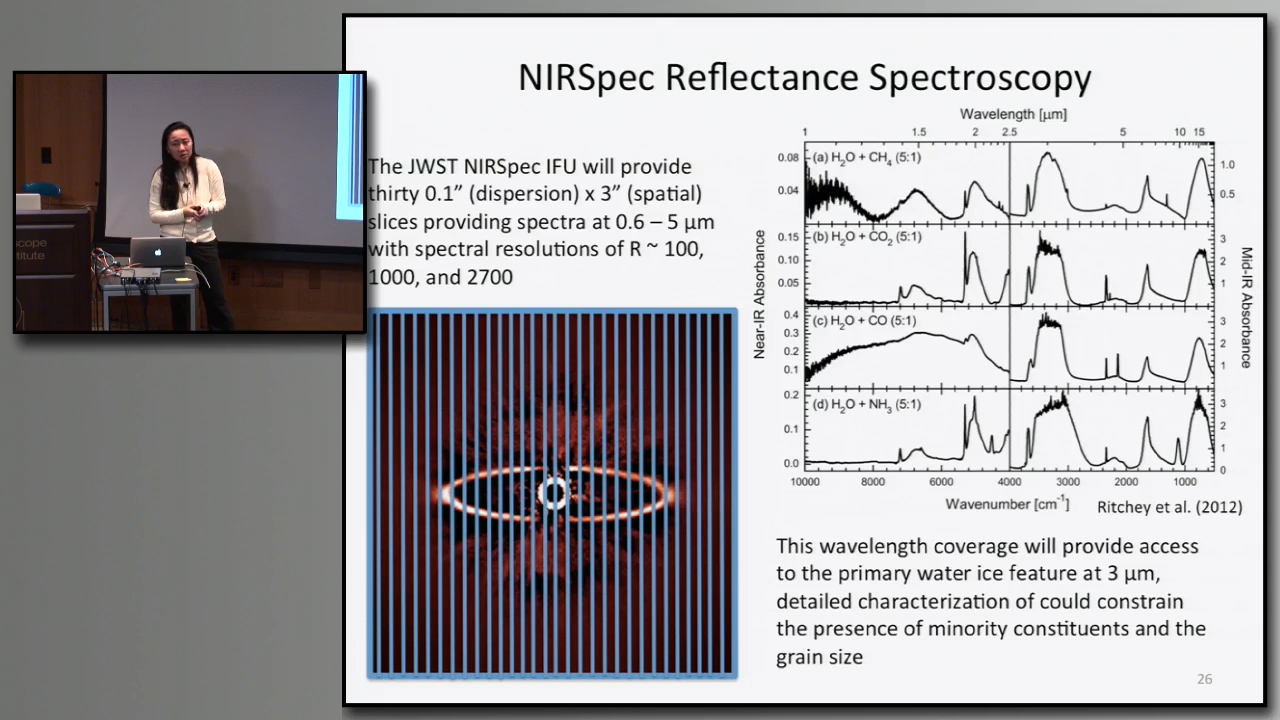 NIRSpec Reflectance Spectroscopy
scope
titute
The JWST NIRSpec IFU will provide
thirty 0.1” (dispersion) x 3” (spatial)
slices providing spectra at 0.6 – 5 μm
with spectral resolutions of R ~ 100,
1000, and 2700
Wavelength [μm]
1 1.5 2 2.5 5 10 15
(a) H₂O + CH₄ (5:1)
0.08 1.0
0.04 0.5
(b) H₂O + CO₂ (5:1)
0.15 3
0.10 2
0.05 1
(c) H₂O + CO (5:1)
0.4
0.3 3
0.2 2
0.1 1
(d) H₂O + NH₃ (5:1)
0.2 3
0.1 2
1
0.0 0
Near-IR Absorbance
Mid-IR Absorbance
10000 8000 6000 4000 3000 2000 1000
Wavenumber [cm⁻¹]
Ritchey et al. (2012)
This wavelength coverage will provide access
to the primary water ice feature at 3 μm,
detailed characterization of could constrain
the presence of minority constituents and the
grain size
26